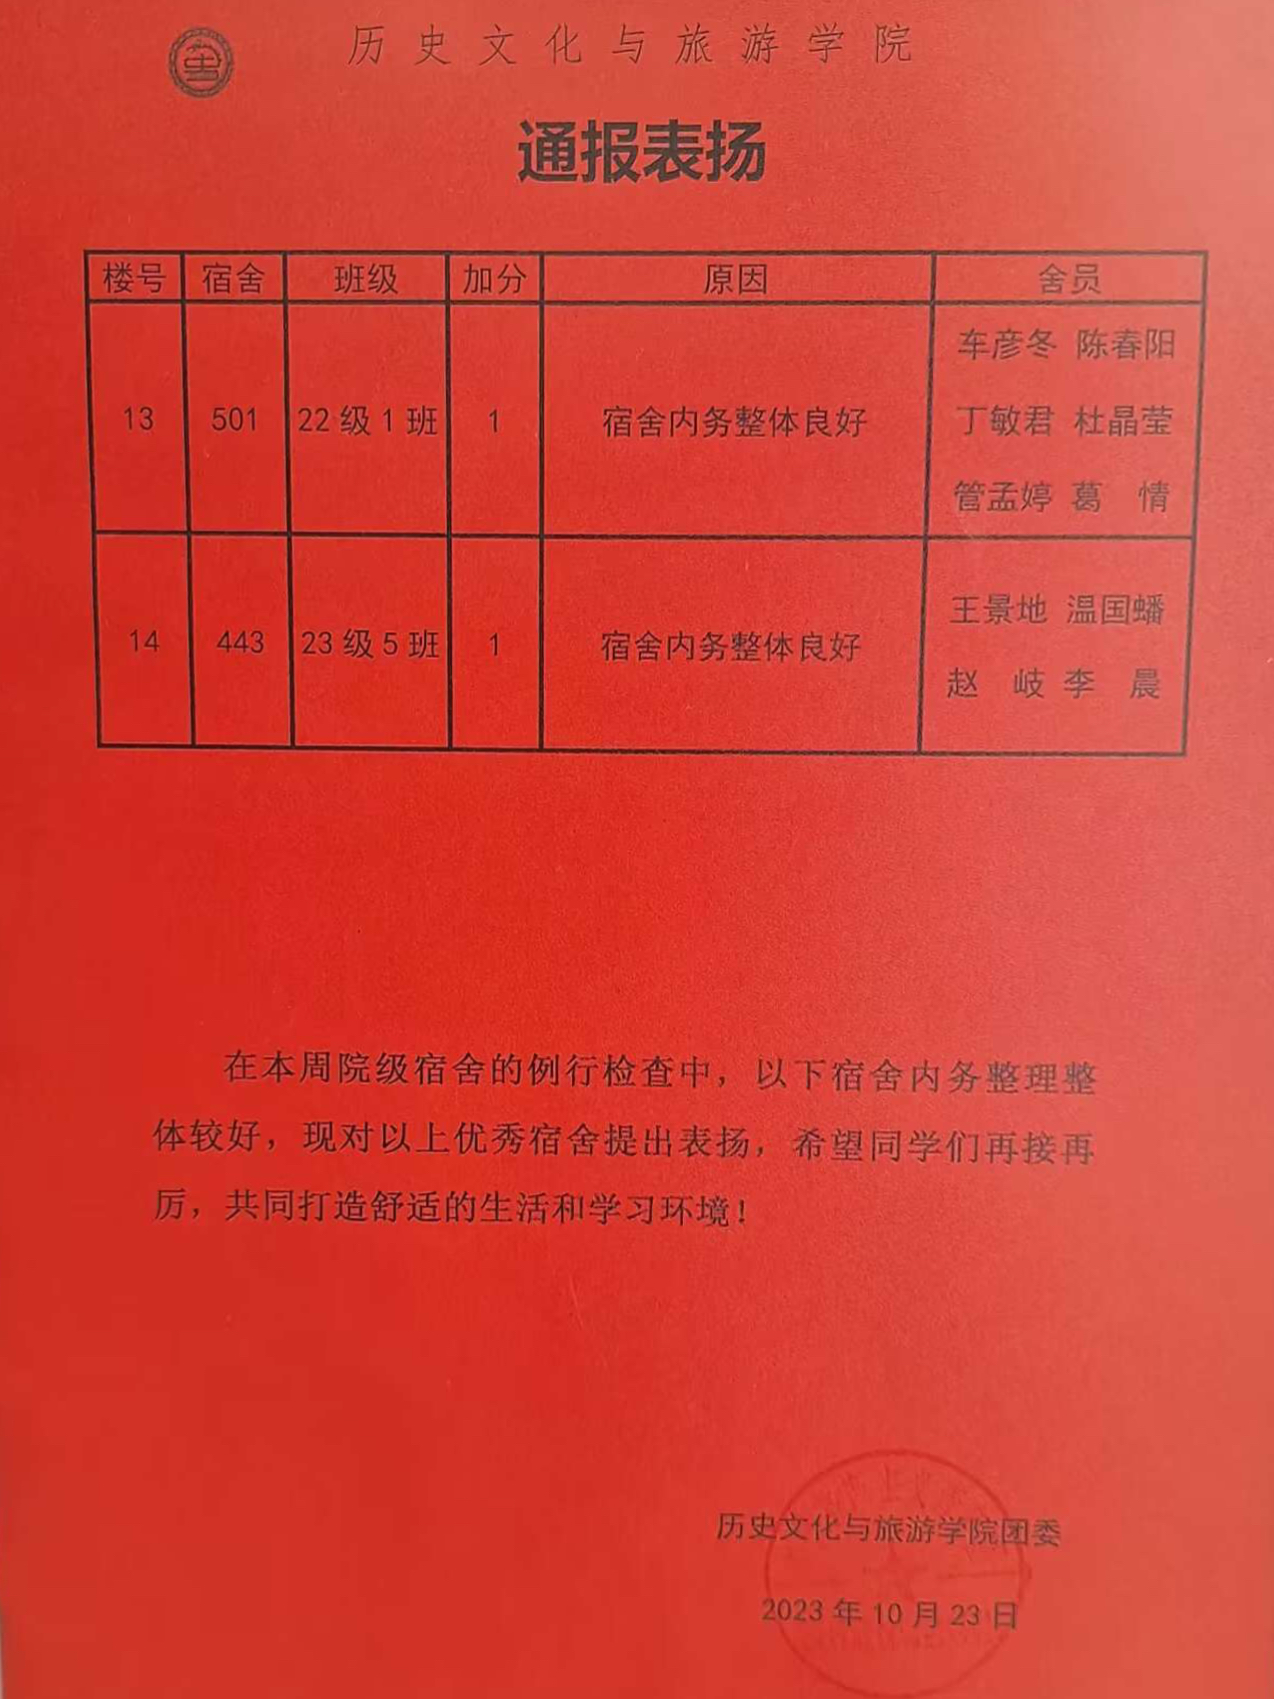 历史文化与旅游学院
通报表扬
楼号 宿舍 班级 加分 原因 舍员
13 501 22级1班 1 宿舍内务整体良好 车彦冬 陈春阳
丁敏君 杜晶莹
管孟婷 葛 情
14 443 23级5班 1 宿舍内务整体良好 王景地 温国蟠
赵 岐 李 晨
在本周院级宿舍的例行检查中，以下宿舍内务整理整
体较好，现对以上优秀宿舍提出表扬，希望同学们再接再
厉，共同打造舒适的生活和学习环境！
历史文化与旅游学院团委
2023年10月23日